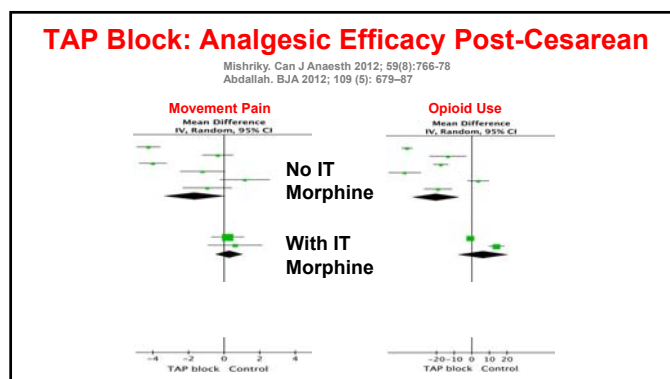 TAP Block: Analgesic Efficacy Post-Cesarean
Mishriky. Can J Anaesth 2012; 59(8):766-78
Abdallah. BJA 2012; 109 (5): 679–87
Movement Pain
Mean Difference
IV, Random, 95% CI
Opioid Use
Mean Difference
IV, Random, 95% CI
No IT
Morphine
With IT
Morphine
-4 -2 0 2 4
TAP block Control
-20 -10 0 10 20
TAP block Control